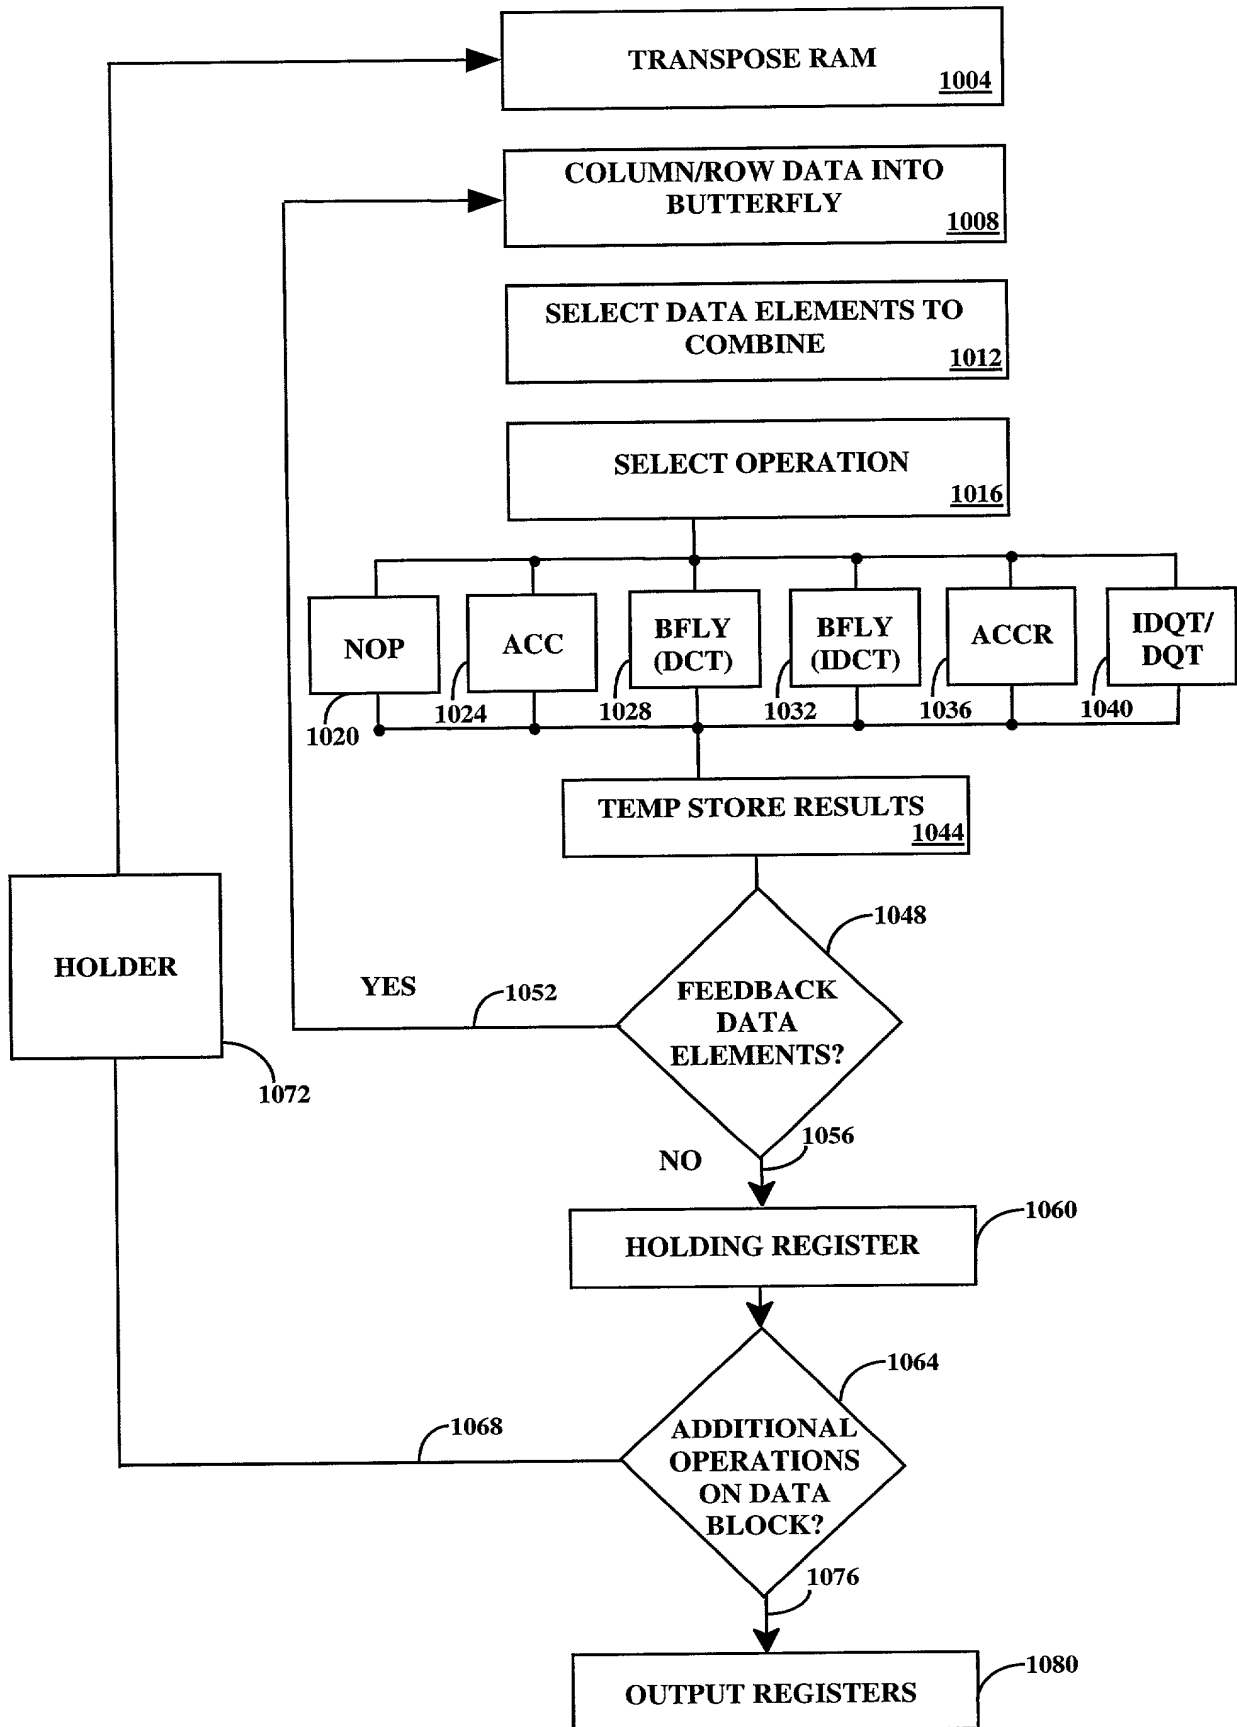 TRANSPOSE RAM
1004
COLUMN/ROW DATA INTO
BUTTERFLY
1008
SELECT DATA ELEMENTS TO
COMBINE
1012
SELECT OPERATION
1016
NOP
ACC
BFLY
(DCT)
BFLY
(IDCT)
ACCR
IDQT/
DQT
1020
1024
1028
1032
1036
1040
TEMP STORE RESULTS
1044
1048
FEEDBACK
DATA
ELEMENTS?
YES
1052
HOLDER
1072
NO
1056
HOLDING REGISTER
1060
1064
ADDITIONAL
OPERATIONS
ON DATA
BLOCK?
1068
1076
OUTPUT REGISTERS
1080